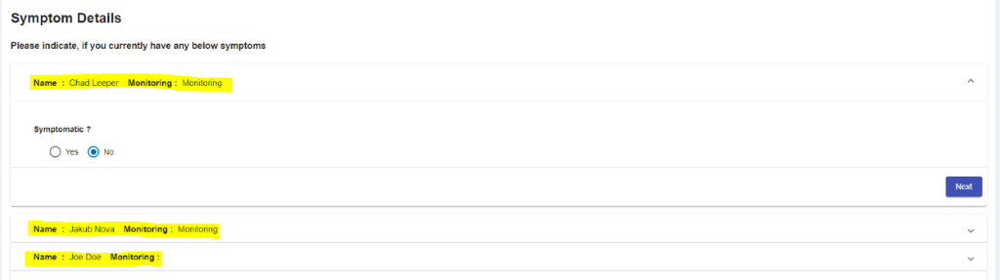 Symptom Details
Please indicate, if you currently have any below symptoms
Name : Chad Leeper Monitoring : Monitoring
Symptomatic ?
Yes No
Next
Name : Jakub Nova Monitoring : Monitoring
Name : Joe Doe Monitoring :